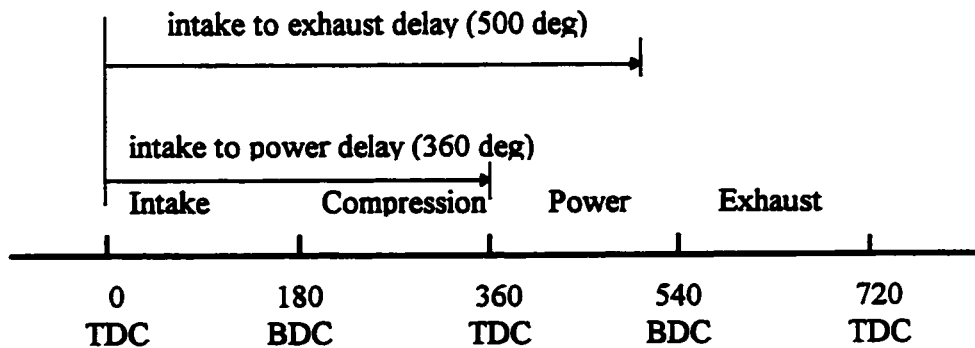 intake to exhaust delay (500 deg)
intake to power delay (360 deg)
Intake Compression Power Exhaust
0 180 360 540 720
TDC BDC TDC BDC TDC